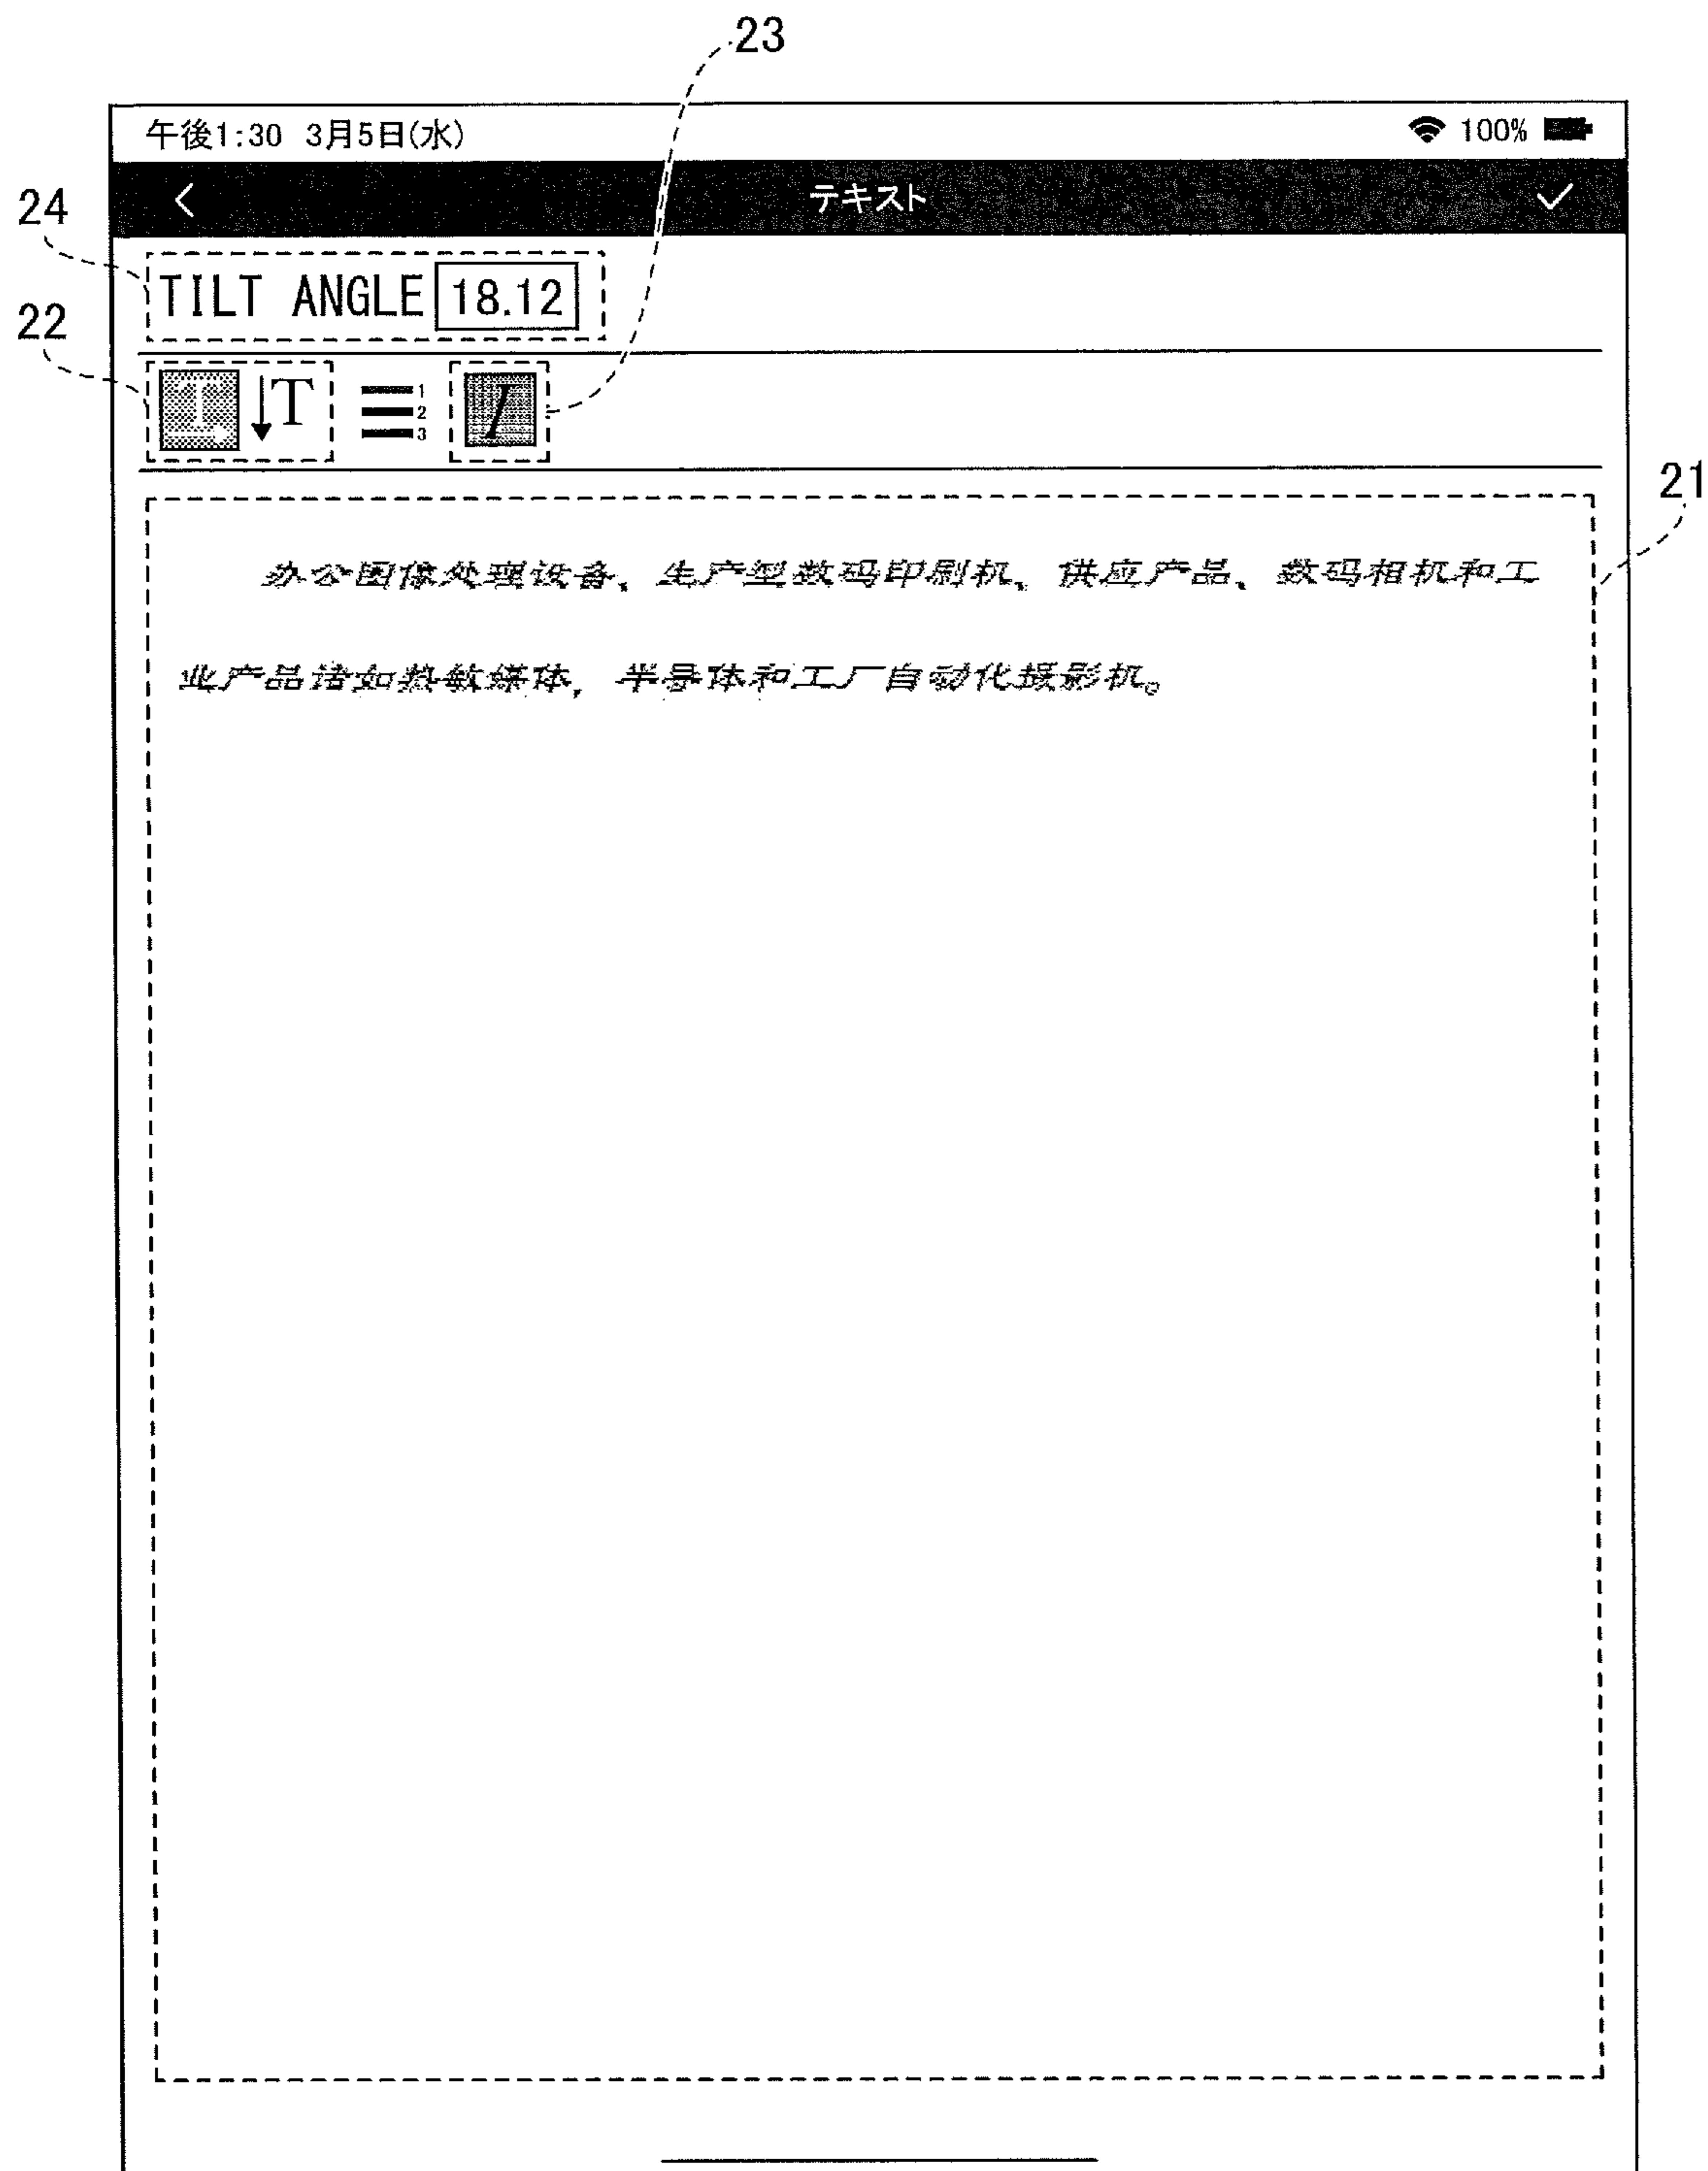 23
午後1:30 3月5日(水) 100%
テキスト
24
TILT ANGLE 18.12
22
T 1 2 3 I
21
办公图像处理设备、生产型数码印刷机、供应产品、数码相机和工
业产品诸如热敏媒体，半导体和工厂自动化摄影机。